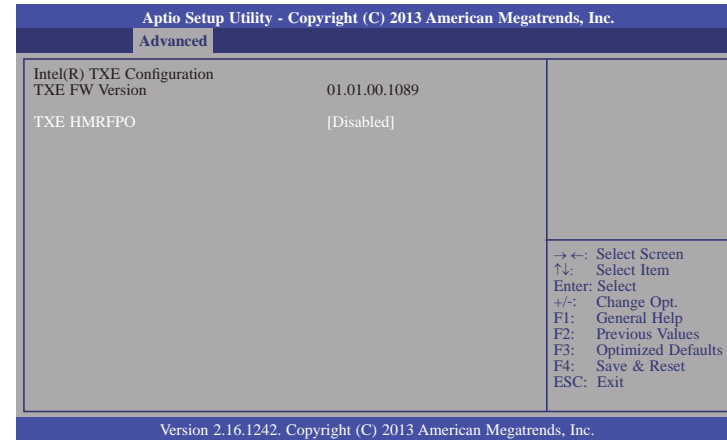 Aptio Setup Utility - Copyright (C) 2013 American Megatrends, Inc.
Advanced
Intel(R) TXE Configuration
TXE FW Version 01.01.00.1089
TXE HMRFPO [Disabled]
→ ←: Select Screen
↑↓: Select Item
Enter: Select
+/-: Change Opt.
F1: General Help
F2: Previous Values
F3: Optimized Defaults
F4: Save & Reset
ESC: Exit
Version 2.16.1242. Copyright (C) 2013 American Megatrends, Inc.